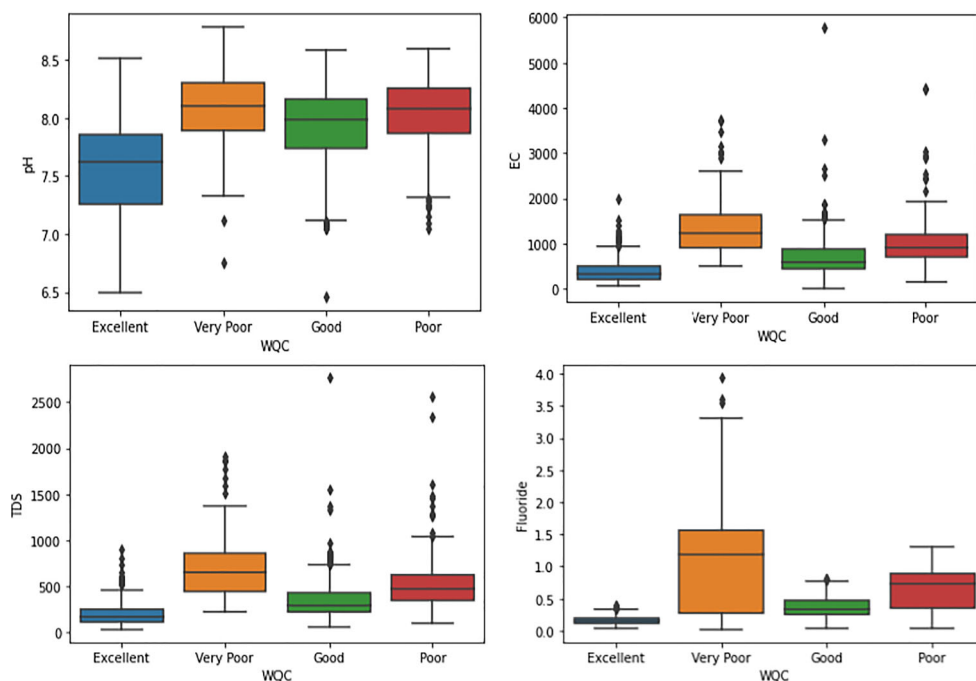 8.5
8.0
7.5
7.0
6.5
pH
Excellent Very Poor Good Poor
WQC
6000
5000
4000
3000
2000
1000
0
EC
Excellent Very Poor Good Poor
WQC
2500
2000
1500
1000
500
0
TDS
Excellent Very Poor Good Poor
WQC
4.0
3.5
3.0
2.5
2.0
1.5
1.0
0.5
0.0
Fluoride
Excellent Very Poor Good Poor
WQC